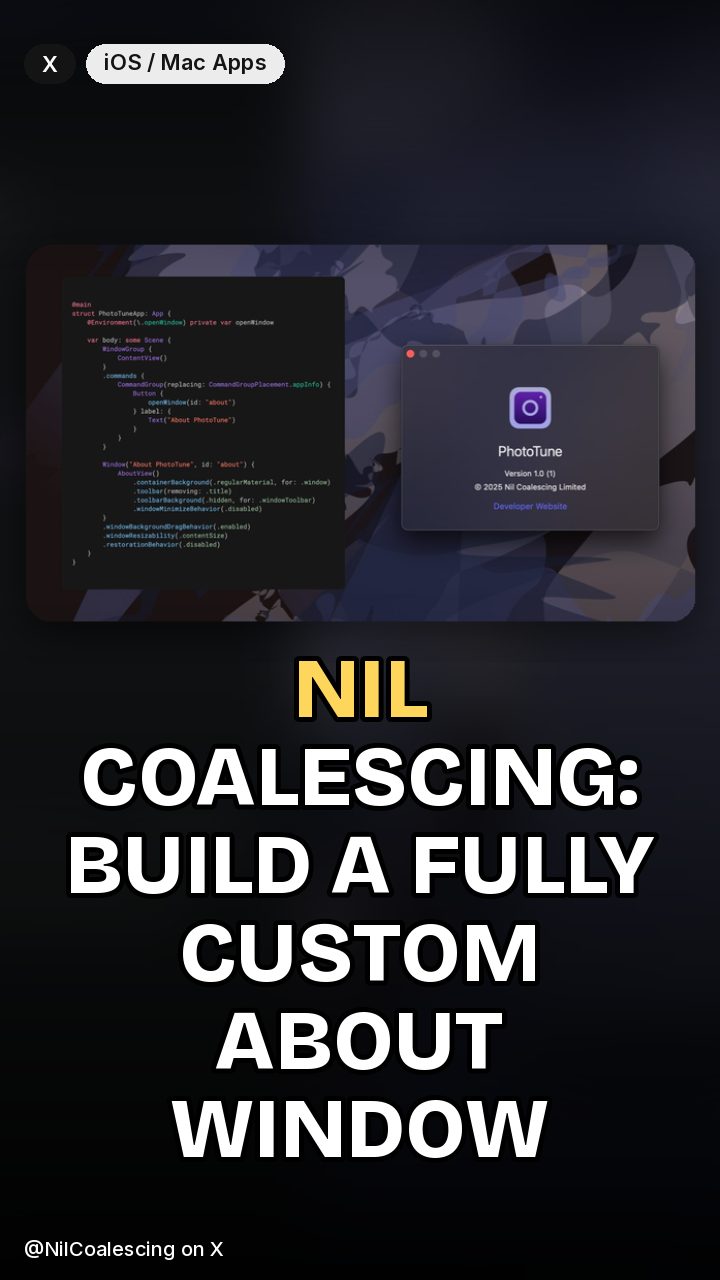 X
iOS / Mac Apps
@main
struct PhotoTuneApp: App {
@Environment(\.openWindow) private var openWindow
var body: some Scene {
WindowGroup {
ContentView()
}
.commands {
CommandGroup(replacing: CommandGroupPlacement.appInfo) {
Button {
openWindow(id: "about")
} label: {
Text("About PhotoTune")
}
}
}
Window("About PhotoTune", id: "about") {
AboutView()
.containerBackground(.regularMaterial, for: .window)
.toolbar(removing: .title)
.toolbarBackground(.hidden, for: .windowToolbar)
.windowMinimizeBehavior(.disabled)
}
.windowBackgroundDragBehavior(.enabled)
.windowResizability(.contentSize)
.restorationBehavior(.disabled)
}
}
PhotoTune
Version 1.0 (1)
© 2025 Nil Coalescing Limited
Developer Website
NIL
COALESCING:
BUILD A FULLY
CUSTOM
ABOUT
WINDOW
@NilCoalescing on X